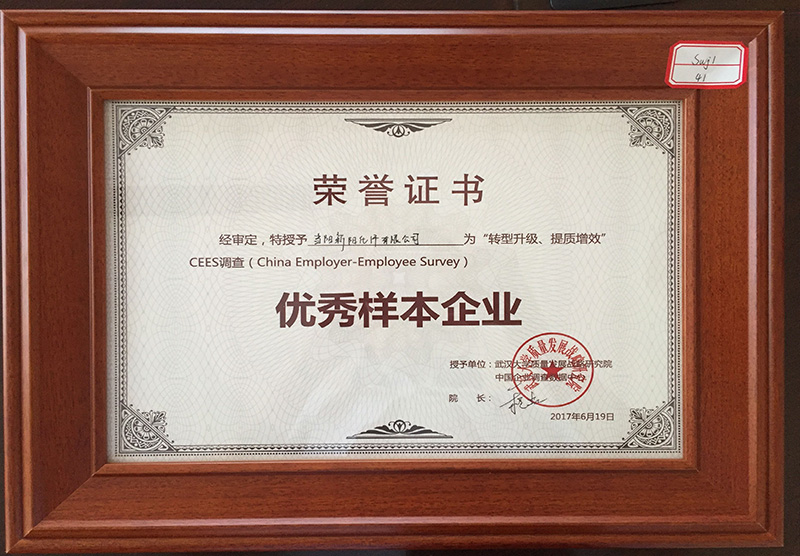 Swj1
41
荣誉证书
经审定，特授予 当阳新阳化纤有限公司 为“转型升级、提质增效”
CEES调查（China Employer-Employee Survey）
优秀样本企业
授予单位：武汉大学质量发展战略研究院
中国企业调查数据中心
院 长：
2017年6月19日